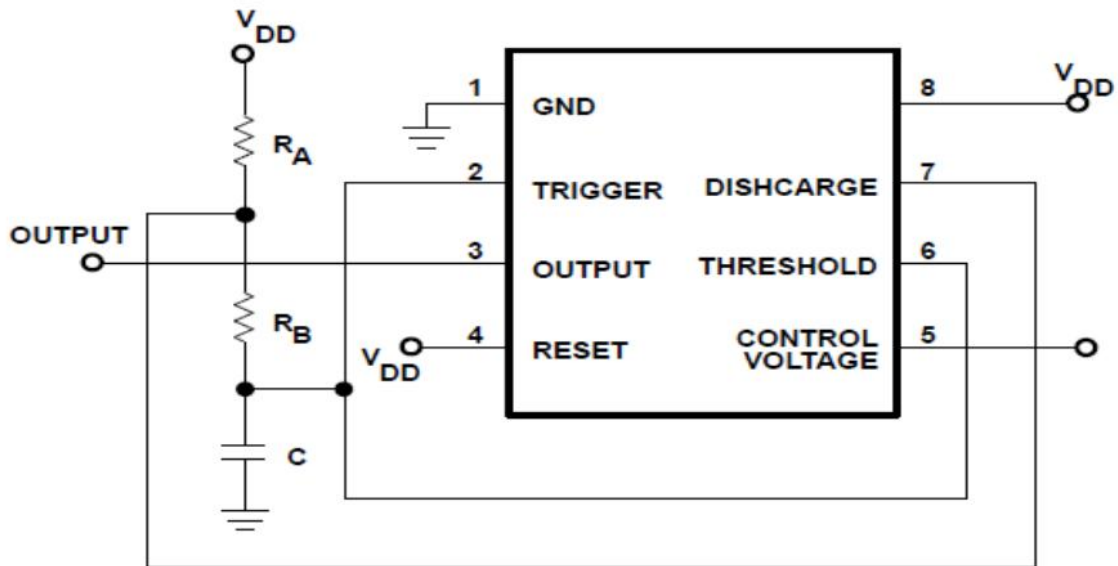 VDD
RA
OUTPUT
RB
VDD
C
1
2
3
4
GND
TRIGGER
OUTPUT
RESET
DISHCARGE
THRESHOLD
CONTROL
VOLTAGE
8
7
6
5
VDD